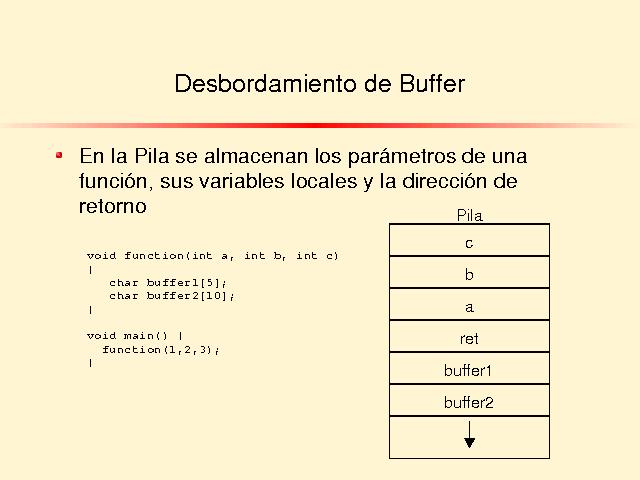 Desbordamiento de Buffer
En la Pila se almacenan los parámetros de una
función, sus variables locales y la dirección de
retorno
void function(int a, int b, int c)
|
char buffer1[5];
char buffer2[10];
|
void main() |
function(1,2,3);
|
Pila
c
b
a
ret
buffer1
buffer2